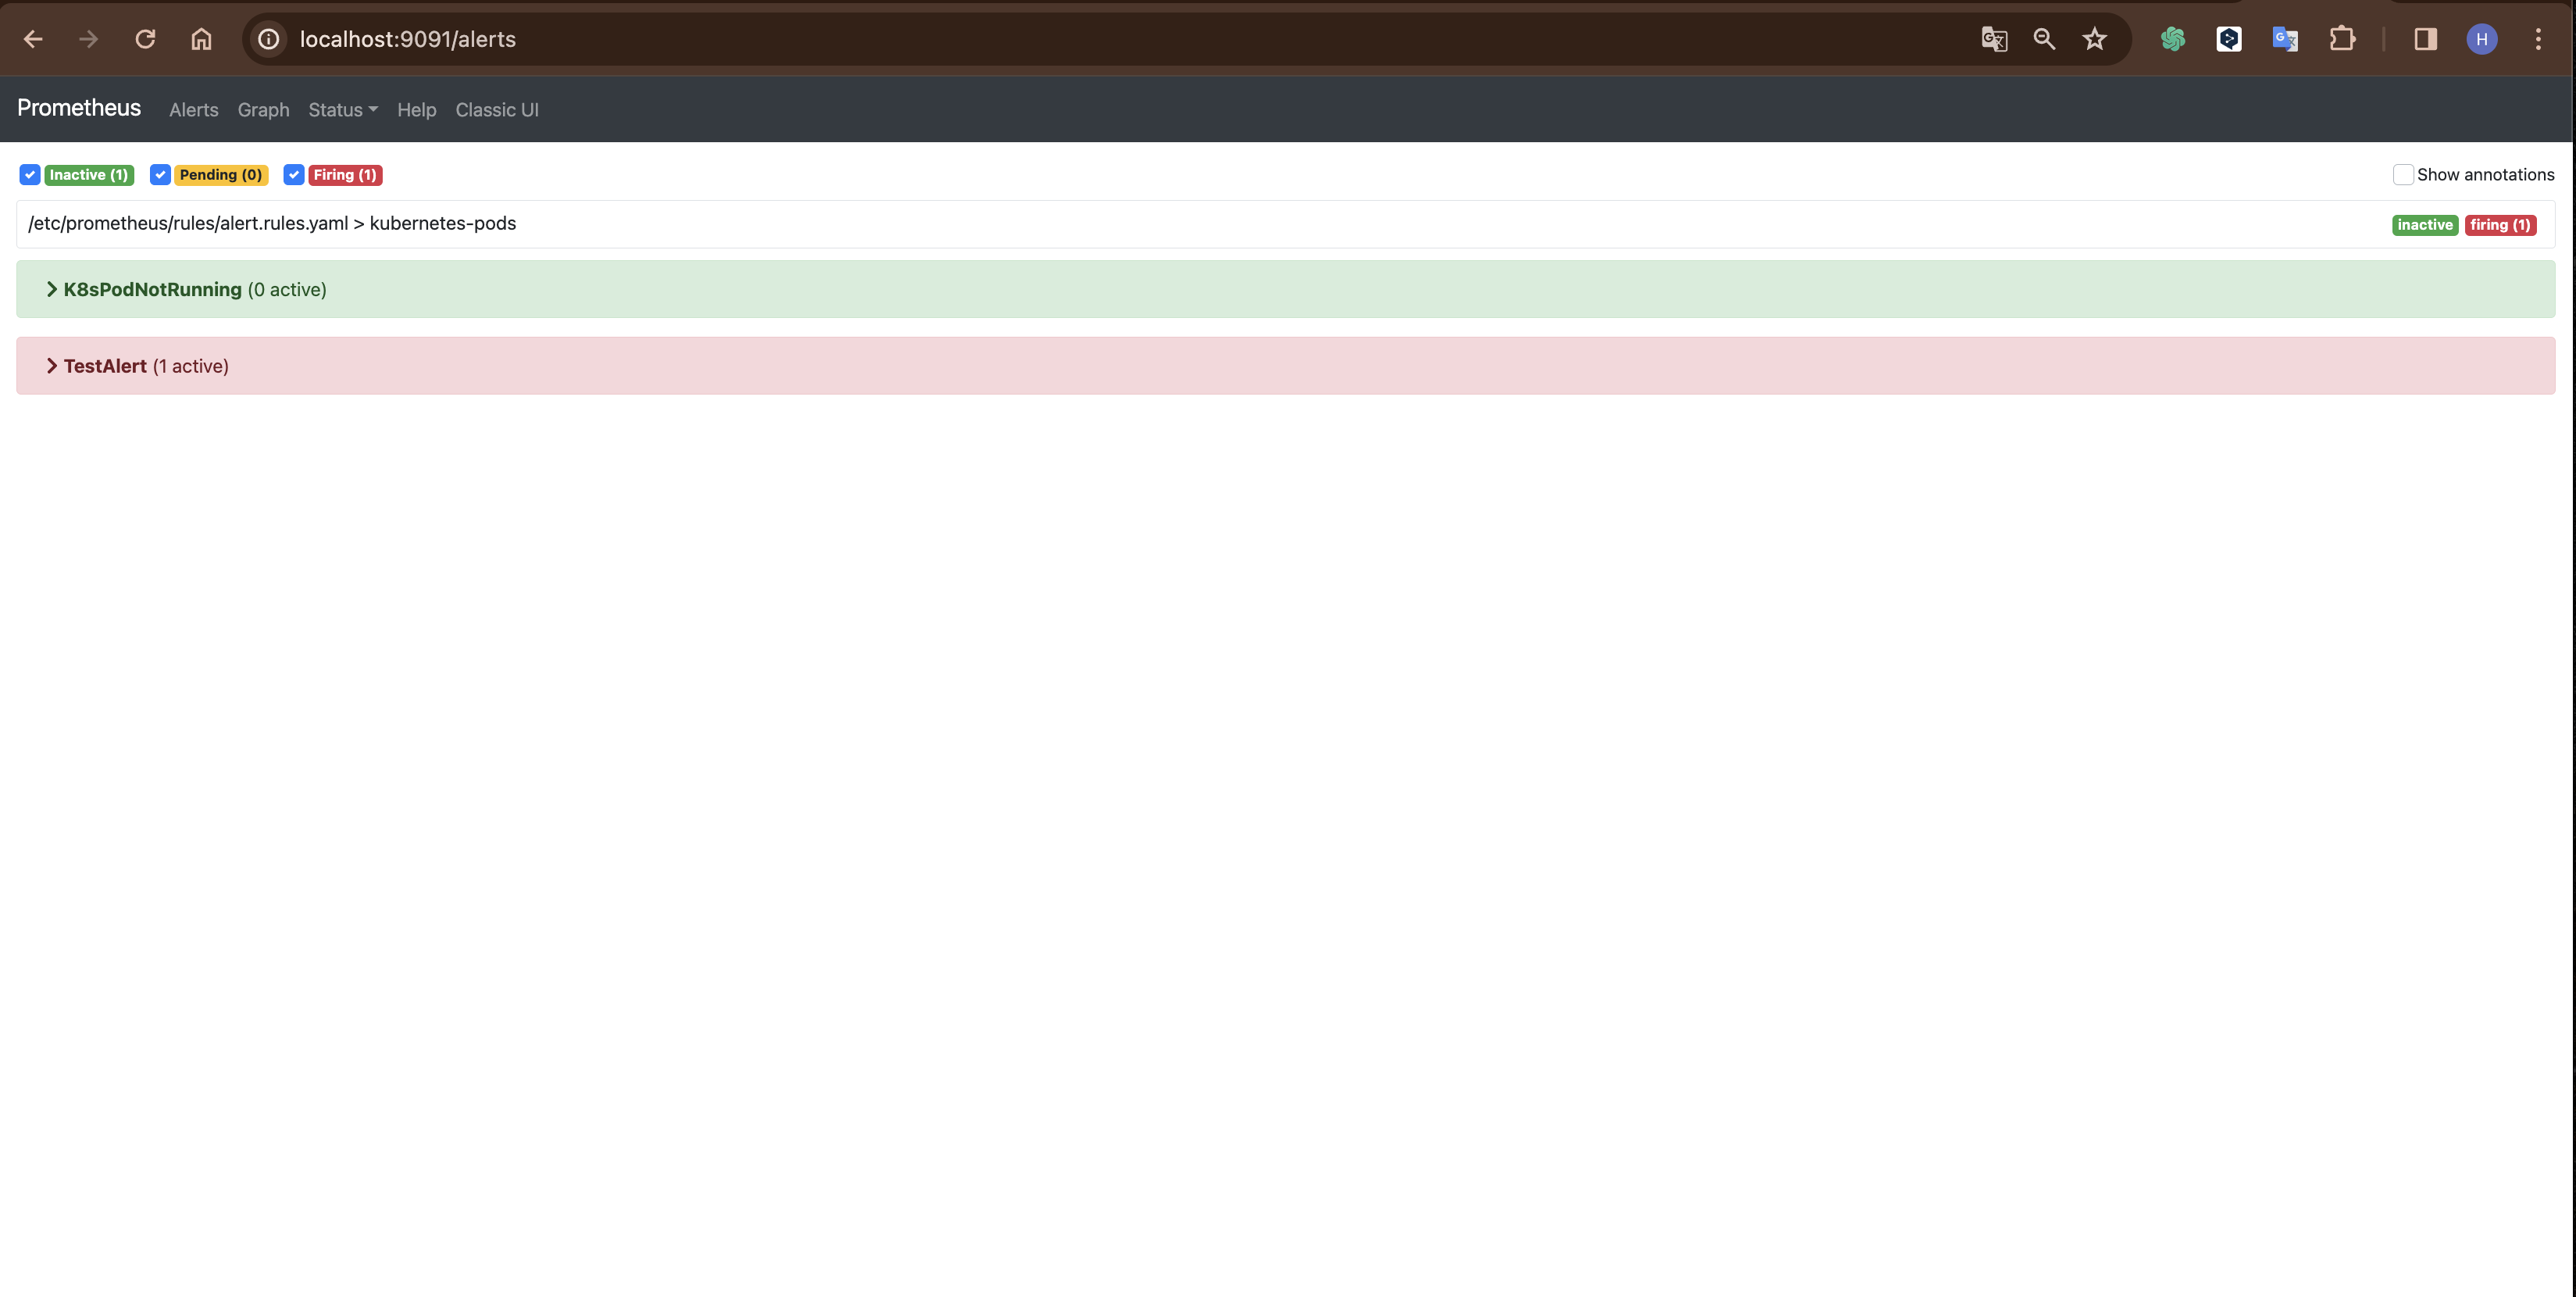 localhost:9091/alerts
H
Prometheus Alerts Graph Status Help Classic UI
Inactive (1) Pending (0) Firing (1) Show annotations
/etc/prometheus/rules/alert.rules.yaml > kubernetes-pods inactive firing (1)
K8sPodNotRunning (0 active)
TestAlert (1 active)